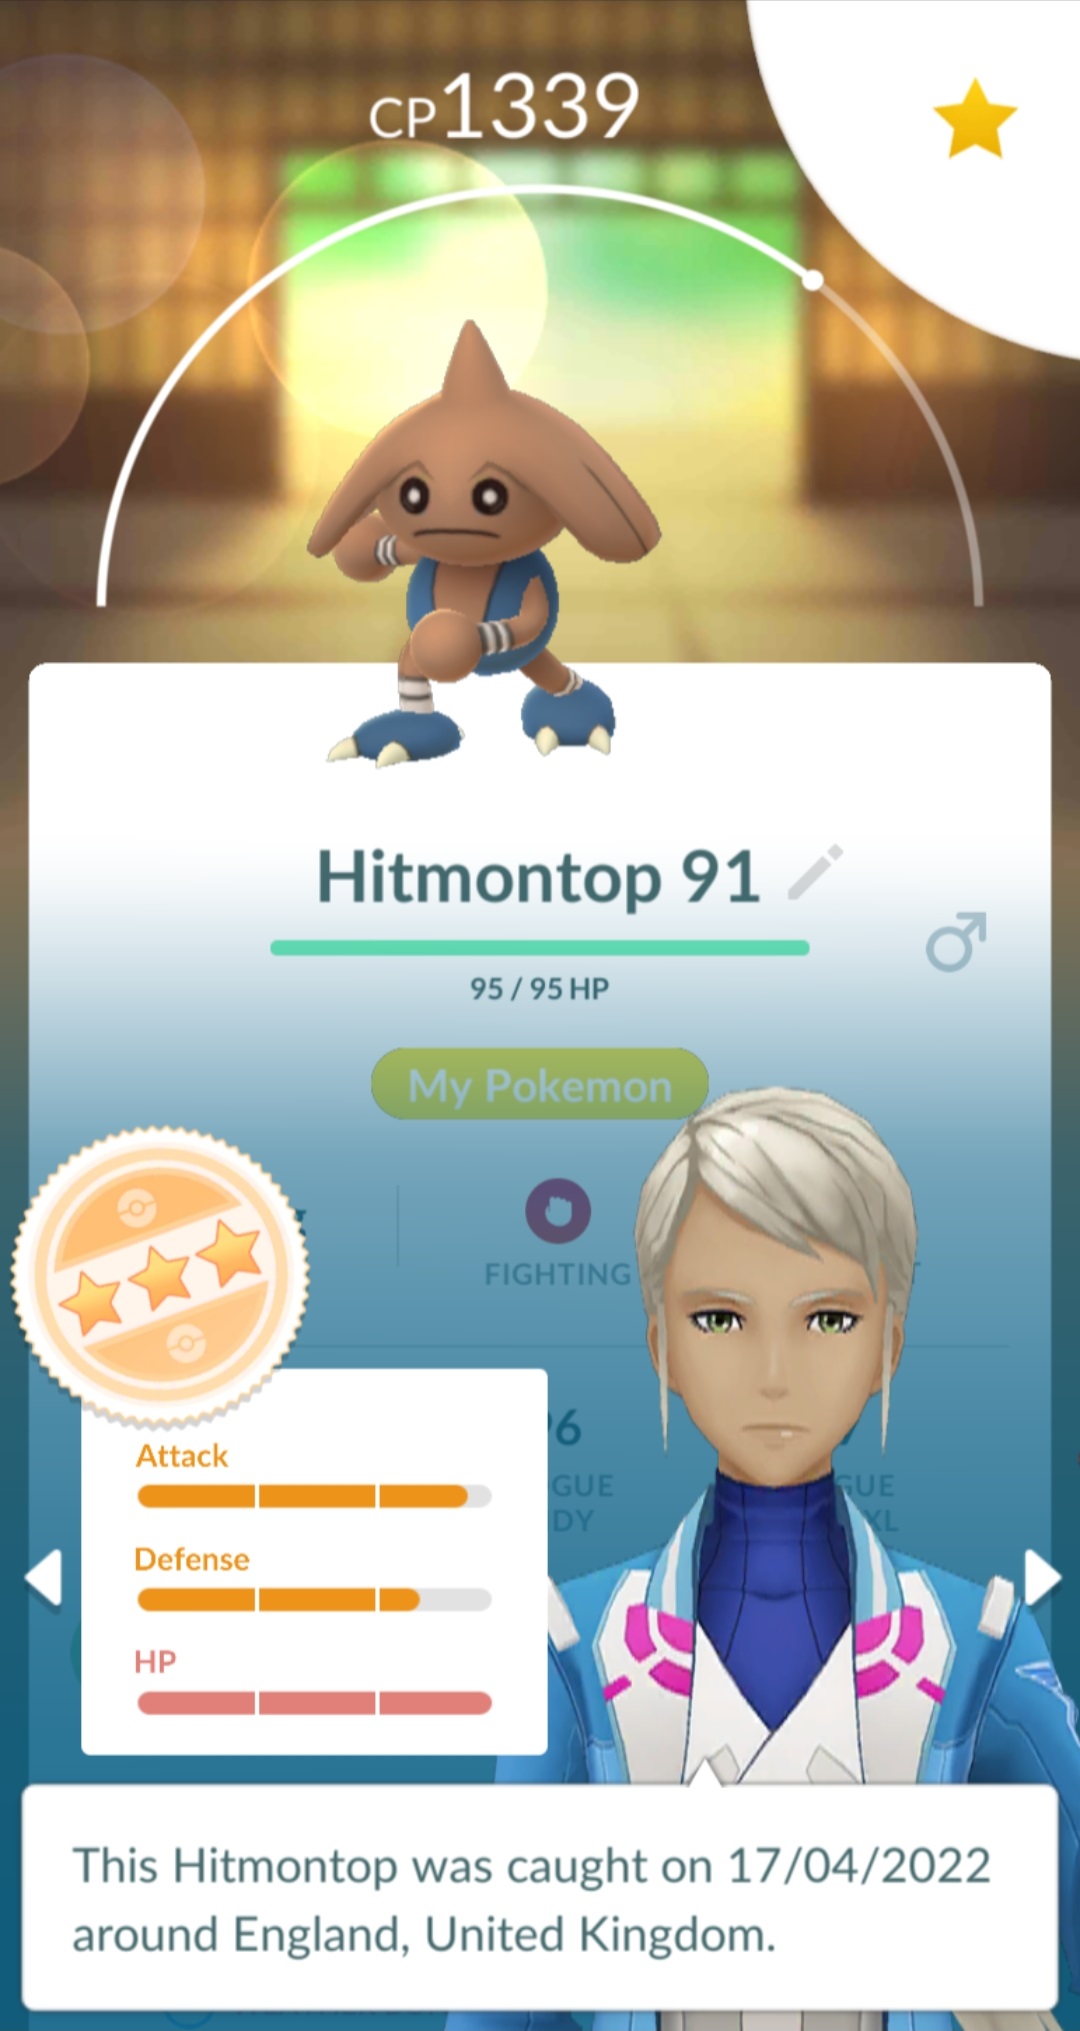 CP1339
Hitmontop 91
95 / 95 HP
My Pokemon
FIGHTING
Attack
Defense
HP
This Hitmontop was caught on 17/04/2022
around England, United Kingdom.